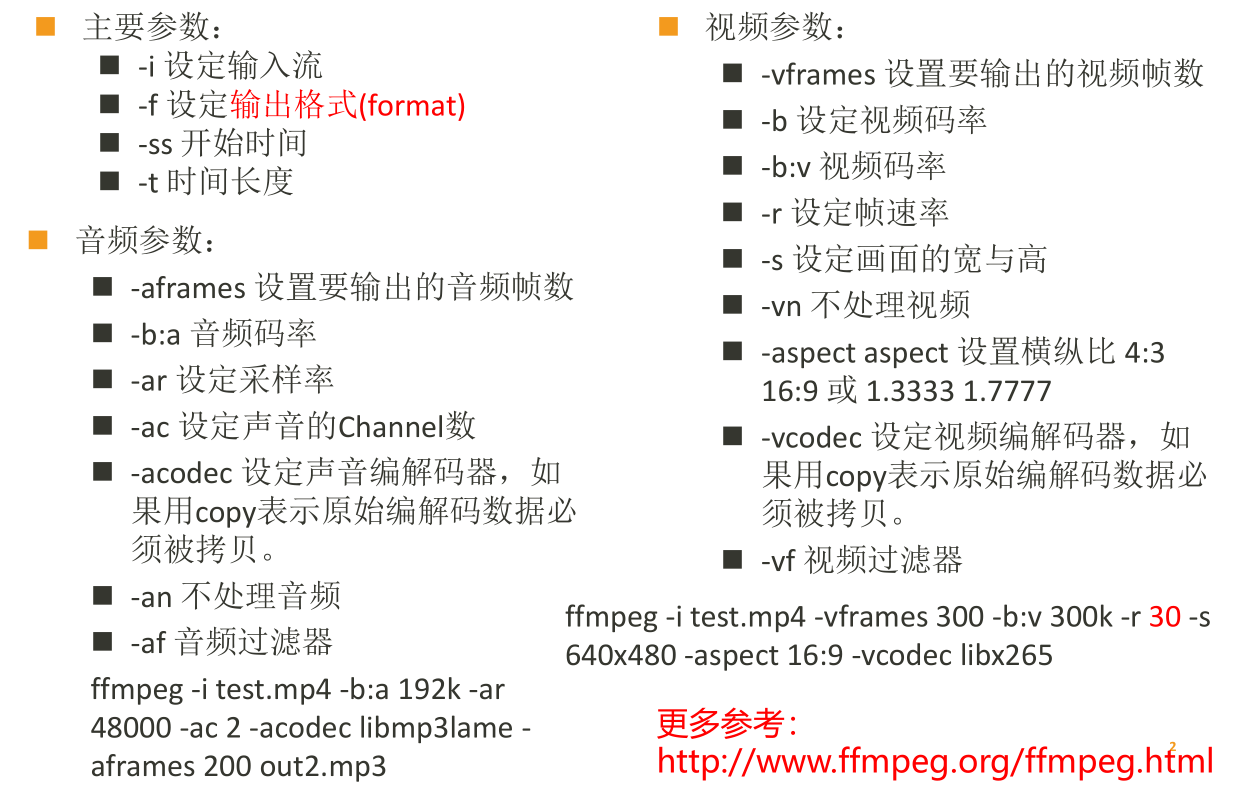 主要参数：
-i 设定输入流
-f 设定输出格式(format)
-ss 开始时间
-t 时间长度
音频参数：
-aframes 设置要输出的音频帧数
-b:a 音频码率
-ar 设定采样率
-ac 设定声音的Channel数
-acodec 设定声音编解码器，如
果用copy表示原始编解码数据必
须被拷贝。
-an 不处理音频
-af 音频过滤器
ffmpeg -i test.mp4 -b:a 192k -ar
48000 -ac 2 -acodec libmp3lame -
aframes 200 out2.mp3
视频参数：
-vframes 设置要输出的视频帧数
-b 设定视频码率
-b:v 视频码率
-r 设定帧速率
-s 设定画面的宽与高
-vn 不处理视频
-aspect aspect 设置横纵比 4:3
16:9 或 1.3333 1.7777
-vcodec 设定视频编解码器，如
果用copy表示原始编解码数据必
须被拷贝。
-vf 视频过滤器
ffmpeg -i test.mp4 -vframes 300 -b:v 300k -r 30 -s
640x480 -aspect 16:9 -vcodec libx265
更多参考：
http://www.ffmpeg.org/ffmpeg.html
2